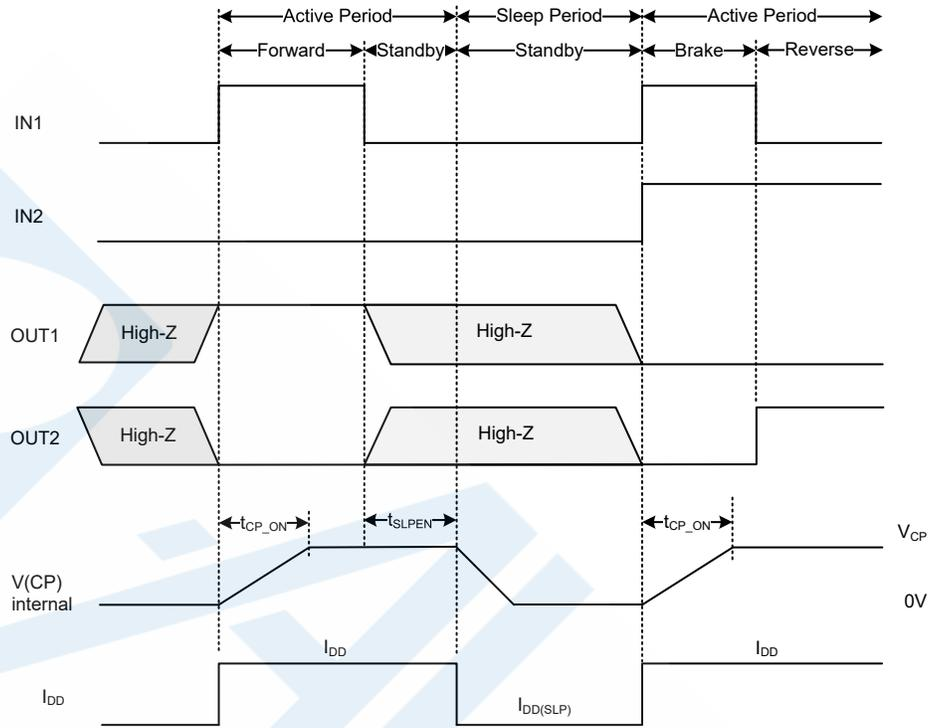 Active Period Sleep Period Active Period
Forward Standby Standby Brake Reverse
IN1
IN2
OUT1 High-Z High-Z
OUT2 High-Z High-Z
tCP_ON tSLPEN tCP_ON
VCP
V(CP)
internal
0V
IDD IDD
IDD IDD(SLP)